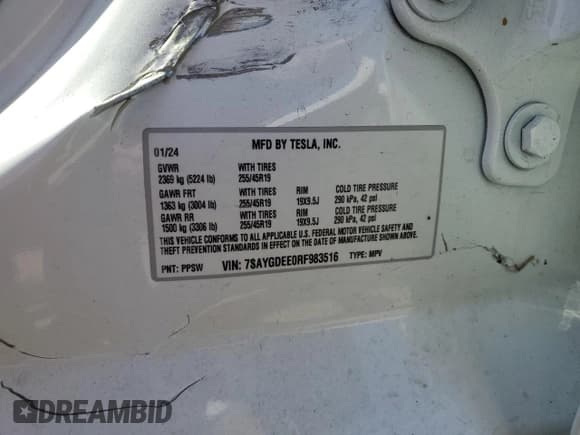 MFD BY TESLA, INC.
01/24
GVWR WITH TIRES
2369 kg (5224 lb) 255/45R19
GAWR FRT WITH TIRES RIM COLD TIRE PRESSURE
1363 kg (3004 lb) 255/45R19 19X9.5J 290 kPa, 42 psi
GAWR RR WITH TIRES RIM COLD TIRE PRESSURE
1500 kg (3306 lb) 255/45R19 19X9.5J 290 kPa, 42 psi
THIS VEHICLE CONFORMS TO ALL APPLICABLE U.S. FEDERAL MOTOR VEHICLE SAFETY AND
THEFT PREVENTION STANDARDS IN EFFECT ON THE DATE OF MANUFACTURE SHOWN ABOVE.
PNT: PPSW VIN: 7SAYGDEE0RF983516 TYPE: MPV
DREAMBID